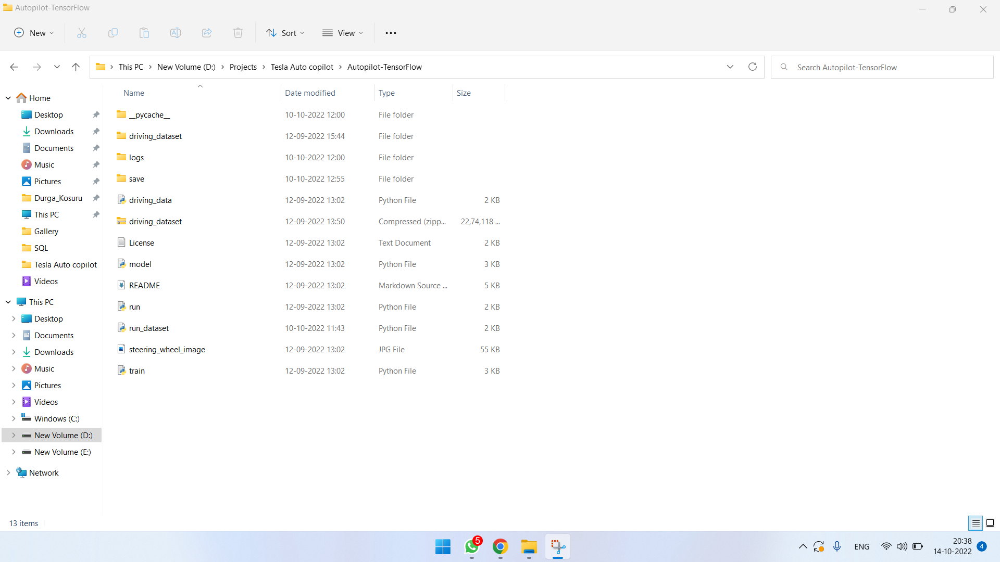 Autopilot-TensorFlow
New
Sort
View
This PC > New Volume (D:) > Projects > Tesla Auto copilot > Autopilot-TensorFlow
Search Autopilot-TensorFlow
Name Date modified Type Size
__pycache__ 10-10-2022 12:00 File folder
driving_dataset 12-09-2022 15:44 File folder
logs 10-10-2022 12:00 File folder
save 10-10-2022 12:55 File folder
driving_data 12-09-2022 13:02 Python File 2 KB
driving_dataset 12-09-2022 13:50 Compressed (zipp... 22,74,118 ...
License 12-09-2022 13:02 Text Document 2 KB
model 12-09-2022 13:02 Python File 3 KB
README 12-09-2022 13:02 Markdown Source ... 5 KB
run 12-09-2022 13:02 Python File 2 KB
run_dataset 10-10-2022 11:43 Python File 2 KB
steering_wheel_image 12-09-2022 13:02 JPG File 55 KB
train 12-09-2022 13:02 Python File 3 KB
Home
Desktop
Downloads
Documents
Music
Pictures
Durga_Kosuru
This PC
Gallery
SQL
Tesla Auto copilot
Videos
This PC
Desktop
Documents
Downloads
Music
Pictures
Videos
Windows (C:)
New Volume (D:)
New Volume (E:)
Network
13 items
5
ENG
20:38
14-10-2022
4